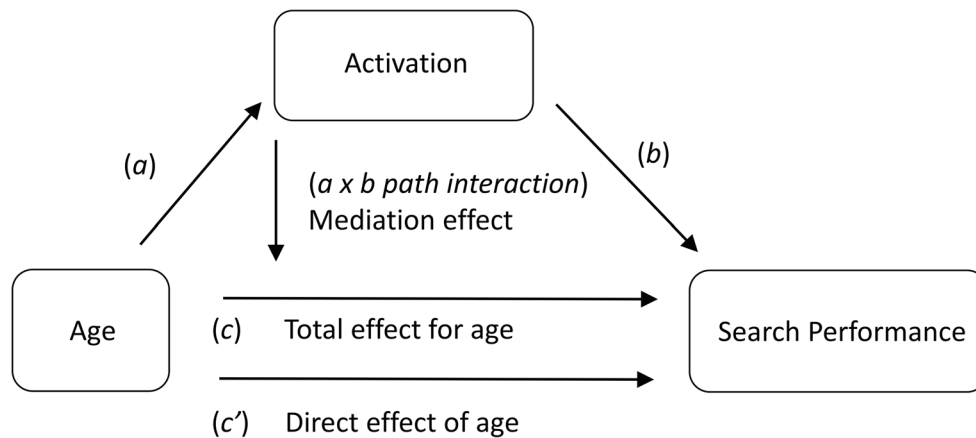 Activation
(a)
(b)
(a x b path interaction)
Mediation effect
Age
Search Performance
(c) Total effect for age
(c’) Direct effect of age